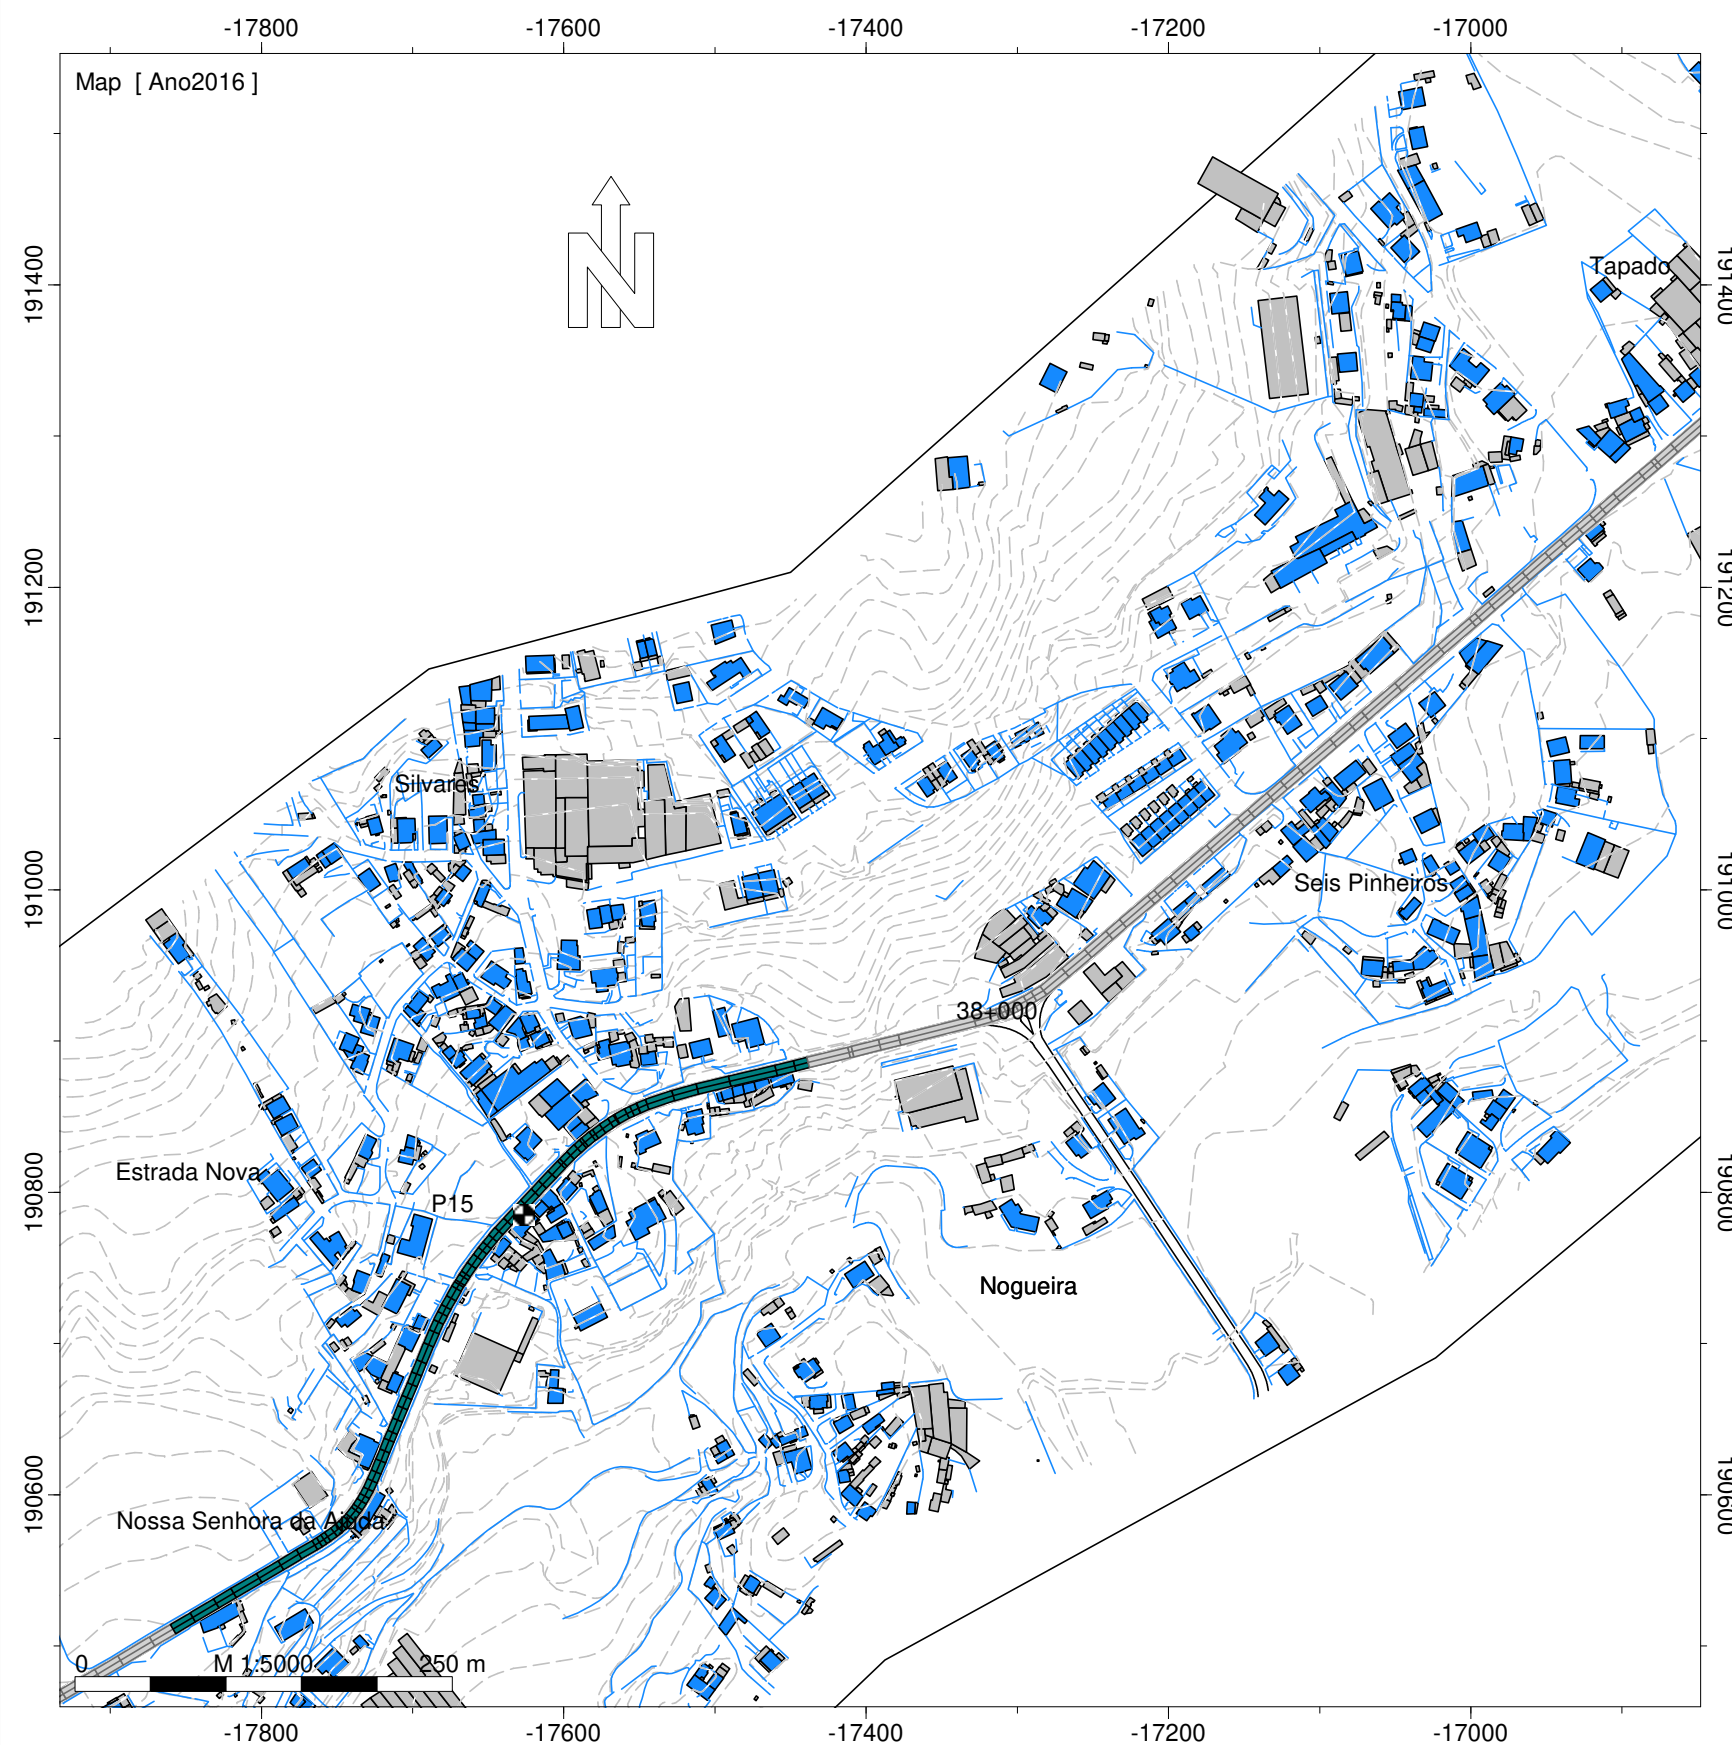 -17800 -17600 -17400 -17200 -17000
Map [ Ano2016 ]
N
191400
191400
Tapado
191200
191200
Silvares
191000
191000
Seis Pinheiros
38+000
Estrada Nova
190800
190800
P15
Nogueira
190600
190600
Nossa Senhora da Ajuda
0 M 1:5000 250 m
-17800 -17600 -17400 -17200 -17000